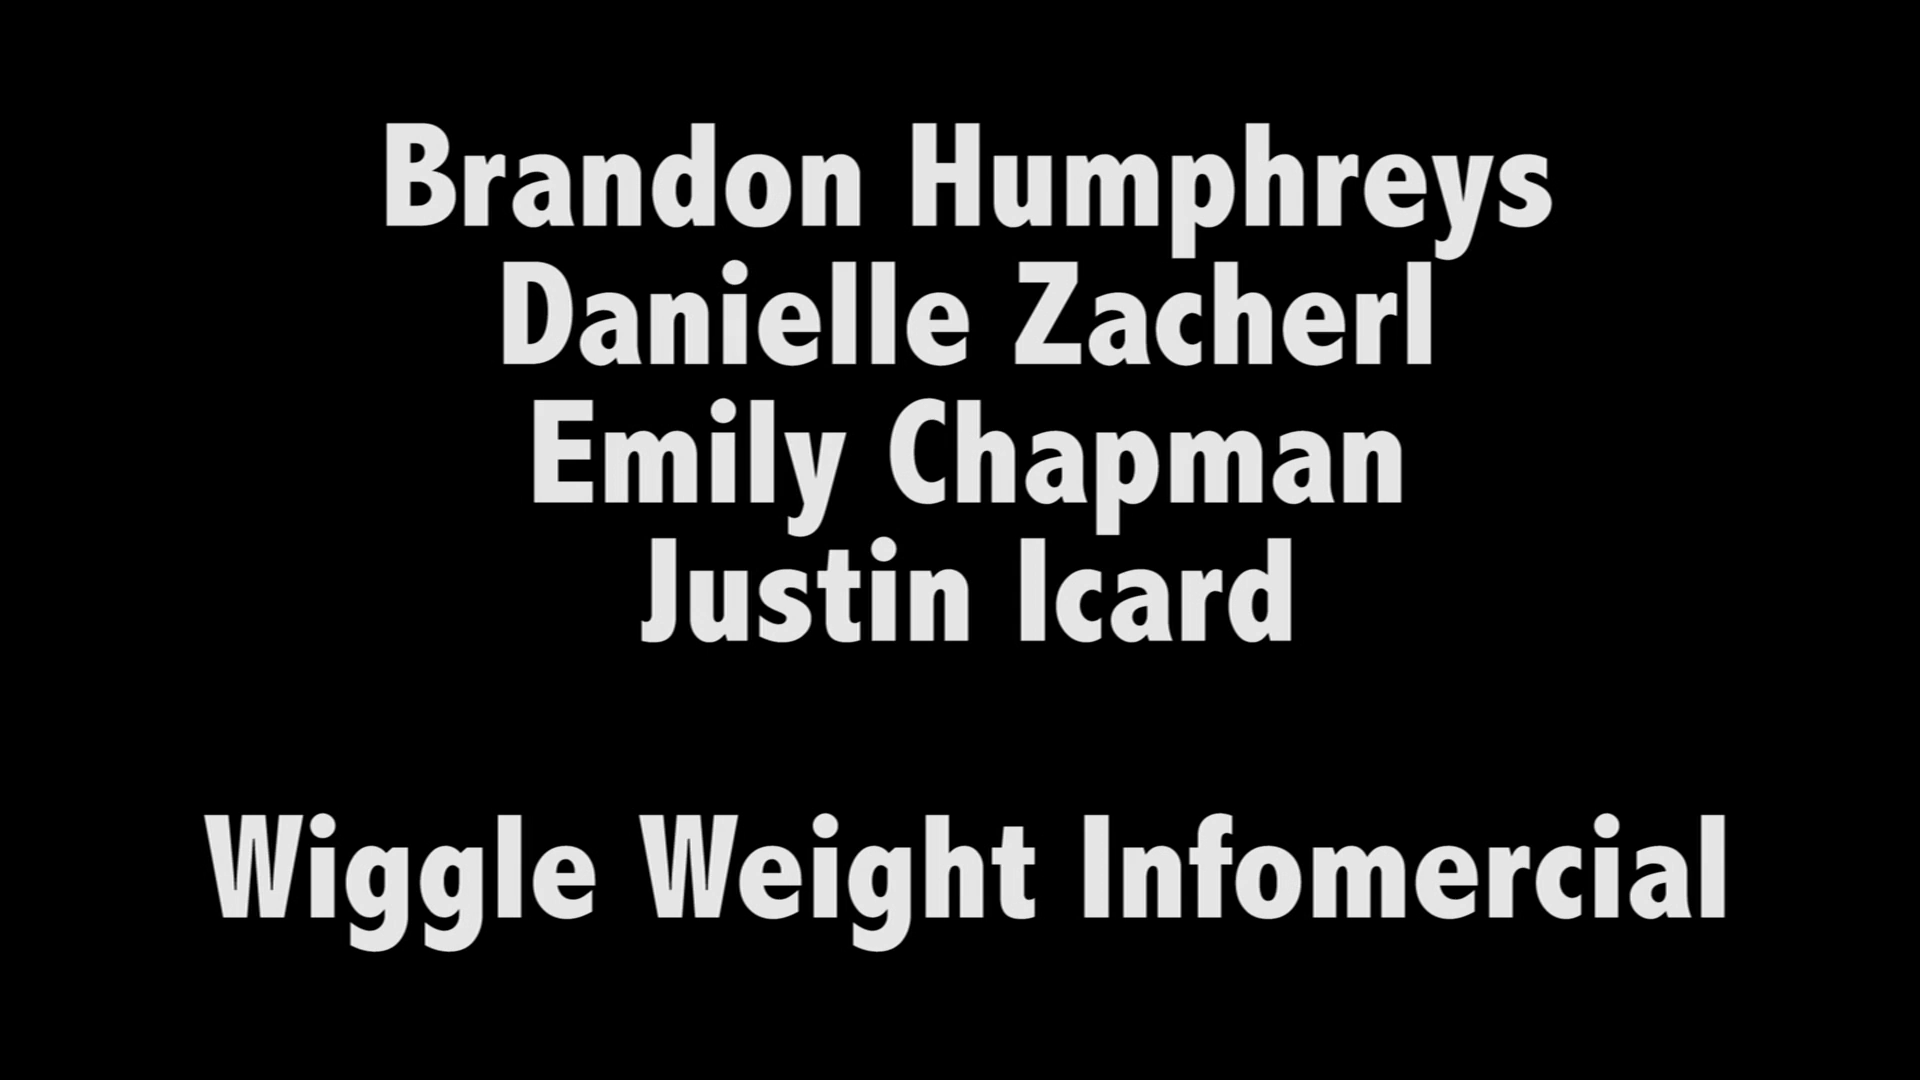 Brandon Humphreys
Danielle Zacherl
Emily Chapman
Justin Icard
Wiggle Weight Infomercial